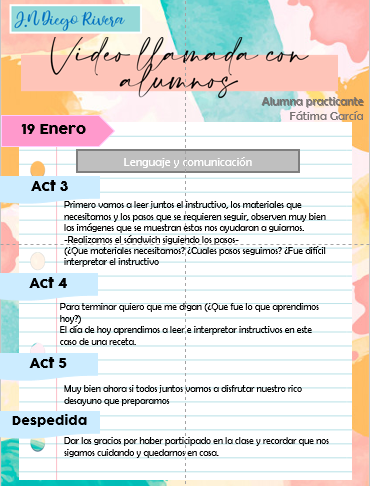 J.N Diego Rivera
Video llamada con
alumnos
Alumna practicante
Fátima García
19 Enero
Lenguaje y comunicación
Act 3
Primero vamos a leer juntos el instructivo, los materiales que
necesitamos y los pasos que se requieren seguir, observen muy bien
las imágenes que se muestran estas nos ayudaran a guiarnos.
-Realizamos el sándwich siguiendo los pasos-
(¿Que materiales necesitamos? ¿Cuales pasos seguimos? ¿Fue difícil
interpretar el instructivo
Act 4
Para terminar quiero que me digan (¿Que fue lo que aprendimos
hoy?)
El día de hoy aprendimos a leer e interpretar instructivos en este
caso de una receta.
Act 5
Muy bien ahora si todos juntos vamos a disfrutar nuestro rico
desayuno que preparamos
Despedida
Dar las gracias por haber participado en la clase y recordar que nos
sigamos cuidando y quedarnos en casa.